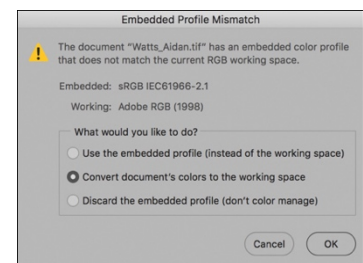 Embedded Profile Mismatch
The document “Watts_Aidan.tif” has an embedded color profile
that does not match the current RGB working space.
Embedded: sRGB IEC61966-2.1
Working: Adobe RGB (1998)
What would you like to do?
Use the embedded profile (instead of the working space)
Convert document's colors to the working space
Discard the embedded profile (don't color manage)
Cancel OK